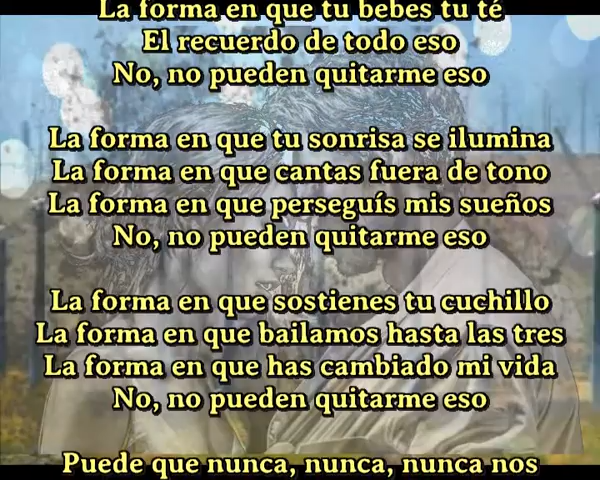 La forma en que tu bebes tu té
El recuerdo de todo eso
No, no pueden quitarme eso
La forma en que tu sonrisa se ilumina
La forma en que cantas fuera de tono
La forma en que perseguís mis sueños
No, no pueden quitarme eso
La forma en que sostienes tu cuchillo
La forma en que bailamos hasta las tres
La forma en que has cambiado mi vida
No, no pueden quitarme eso
Puede que nunca, nunca, nunca nos